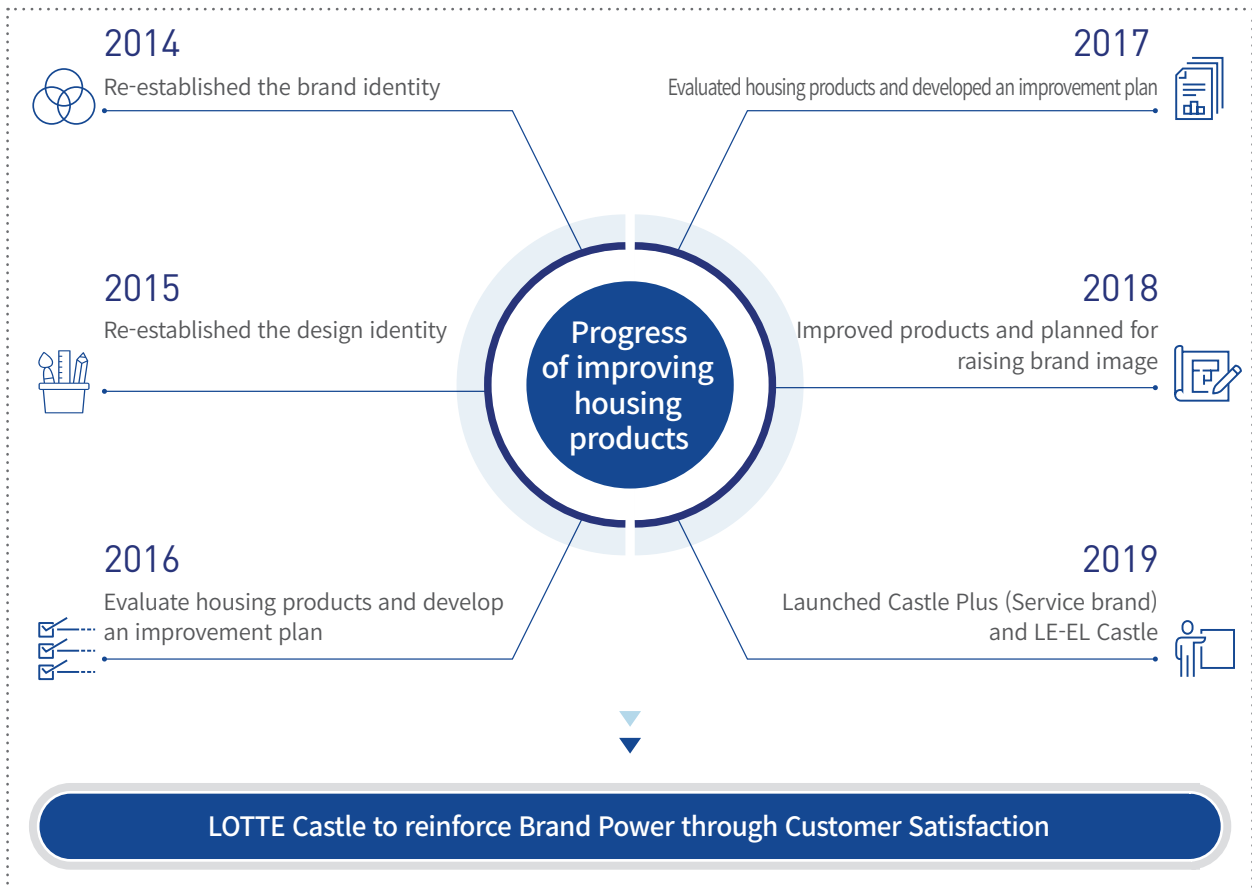 2014
Re-established the brand identity
2015
Re-established the design identity
2016
Evaluate housing products and develop
an improvement plan
Progress
of improving
housing
products
2017
Evaluated housing products and developed an improvement plan
2018
Improved products and planned for
raising brand image
2019
Launched Castle Plus (Service brand)
and LE-EL Castle
LOTTE Castle to reinforce Brand Power through Customer Satisfaction